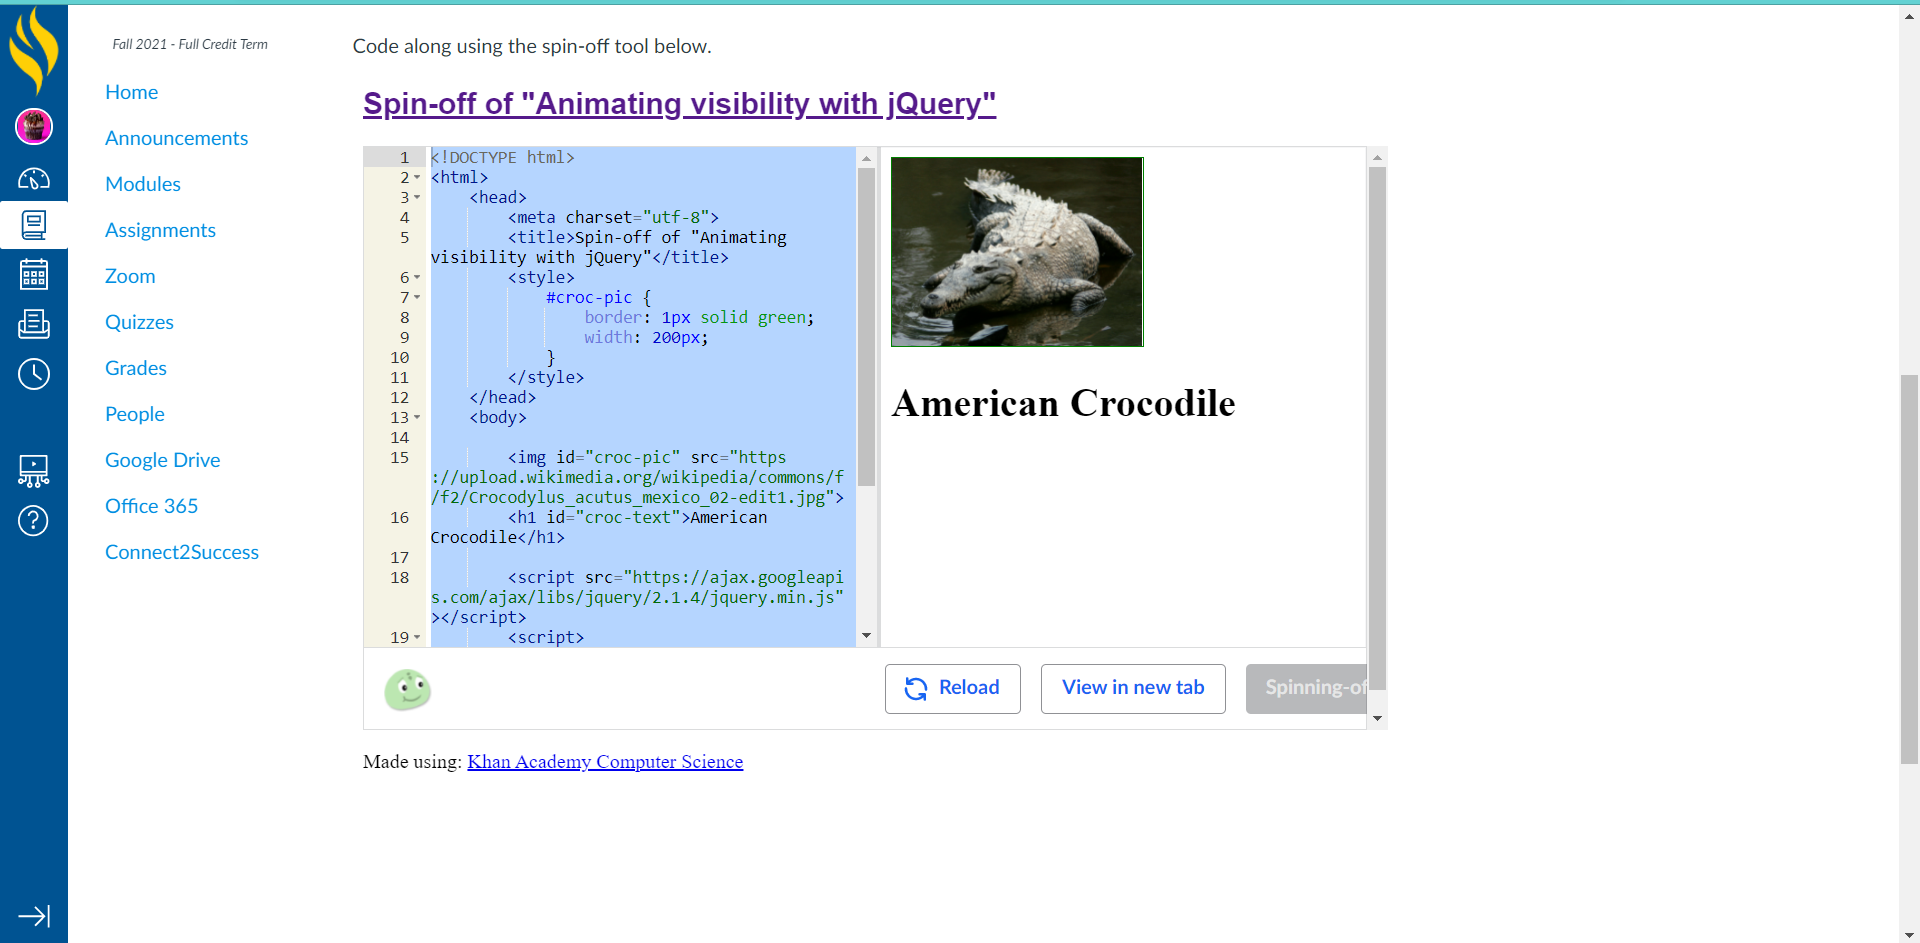 Fall 2021 - Full Credit Term
Home
Announcements
Modules
Assignments
Zoom
Quizzes
Grades
People
Google Drive
Office 365
Connect2Success
Code along using the spin-off tool below.
Spin-off of "Animating visibility with jQuery"
1 <!DOCTYPE html>
2 <html>
3 <head>
4 <meta charset="utf-8">
5 <title>Spin-off of "Animating
visibility with jQuery"</title>
6 <style>
7 #croc-pic {
8 border: 1px solid green;
9 width: 200px;
10 }
11 </style>
12 </head>
13 <body>
14
15 <img id="croc-pic" src="https
://upload.wikimedia.org/wikipedia/commons/f
/f2/Crocodylus_acutus_mexico_02-edit1.jpg">
16 <h1 id="croc-text">American
Crocodile</h1>
17
18 <script src="https://ajax.googleapi
s.com/ajax/libs/jquery/2.1.4/jquery.min.js"
></script>
19 <script>
American Crocodile
Reload
View in new tab
Spinning-of
Made using: Khan Academy Computer Science